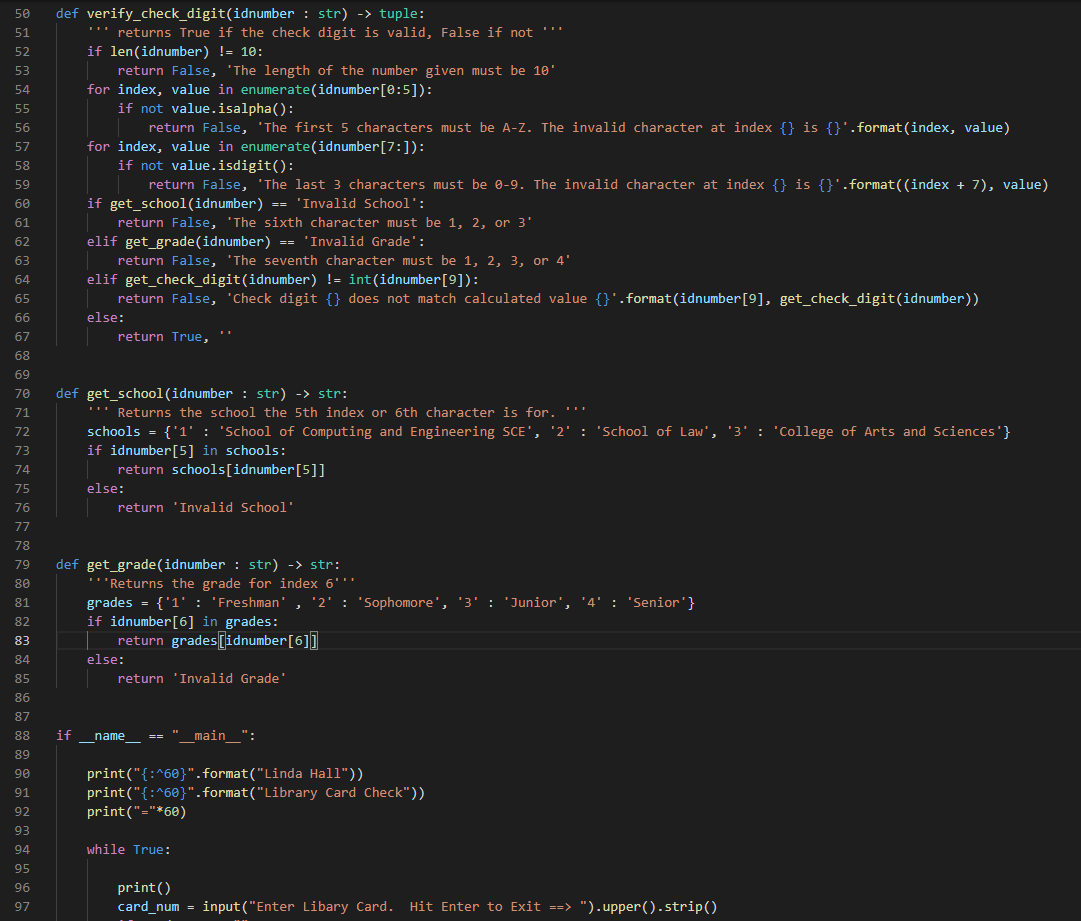 50 def verify_check_digit(idnumber : str) -> tuple:
51     ''' returns True if the check digit is valid, False if not '''
52     if len(idnumber) != 10:
53         return False, 'The length of the number given must be 10'
54     for index, value in enumerate(idnumber[0:5]):
55         if not value.isalpha():
56             return False, 'The first 5 characters must be A-Z. The invalid character at index {} is {}'.format(index, value)
57     for index, value in enumerate(idnumber[7:]):
58         if not value.isdigit():
59             return False, 'The last 3 characters must be 0-9. The invalid character at index {} is {}'.format((index + 7), value)
60     if get_school(idnumber) == 'Invalid School':
61         return False, 'The sixth character must be 1, 2, or 3'
62     elif get_grade(idnumber) == 'Invalid Grade':
63         return False, 'The seventh character must be 1, 2, 3, or 4'
64     elif get_check_digit(idnumber) != int(idnumber[9]):
65         return False, 'Check digit {} does not match calculated value {}'.format(idnumber[9], get_check_digit(idnumber))
66     else:
67         return True, ''
68
69
70 def get_school(idnumber : str) -> str:
71     ''' Returns the school the 5th index or 6th character is for. '''
72     schools = {'1' : 'School of Computing and Engineering SCE', '2' : 'School of Law', '3' : 'College of Arts and Sciences'}
73     if idnumber[5] in schools:
74         return schools[idnumber[5]]
75     else:
76         return 'Invalid School'
77
78
79 def get_grade(idnumber : str) -> str:
80     '''Returns the grade for index 6'''
81     grades = {'1' : 'Freshman' , '2' : 'Sophomore', '3' : 'Junior', '4' : 'Senior'}
82     if idnumber[6] in grades:
83         return grades[idnumber[6]]
84     else:
85         return 'Invalid Grade'
86
87
88 if __name__ == "__main__":
89
90     print("{:^60}".format("Linda Hall"))
91     print("{:^60}".format("Library Card Check"))
92     print("="*60)
93
94     while True:
95
96         print()
97         card_num = input("Enter Libary Card.  Hit Enter to Exit ==> ").upper().strip()